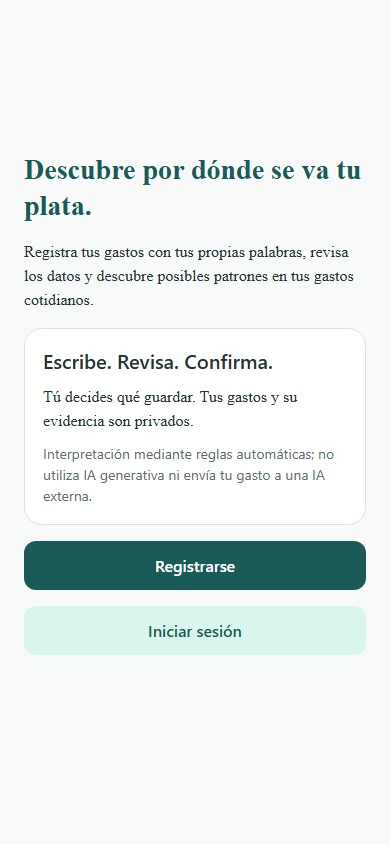 Descubre por dónde se va tu
plata.
Registra tus gastos con tus propias palabras, revisa
los datos y descubre posibles patrones en tus gastos
cotidianos.
Escribe. Revisa. Confirma.
Tú decides qué guardar. Tus gastos y su
evidencia son privados.
Interpretación mediante reglas automáticas; no
utiliza IA generativa ni envía tu gasto a una IA
externa.
Registrarse
Iniciar sesión